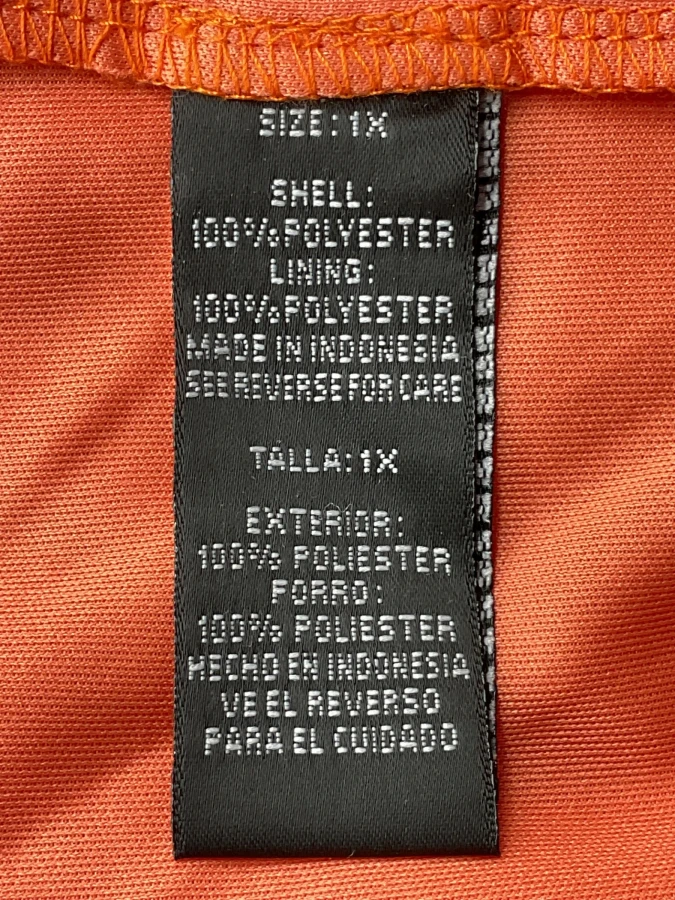 SIZE:1X
SHELL:
100%POLYESTER
LINING:
100%POLYESTER
MADE IN INDONESIA
SEE REVERSE FOR CARE
TALLA:1X
EXTERIOR:
100% POLIESTER
FORRO:
100% POLIESTER
HECHO EN INDONESIA
VE EL REVERSO
PARA EL CUIDADO